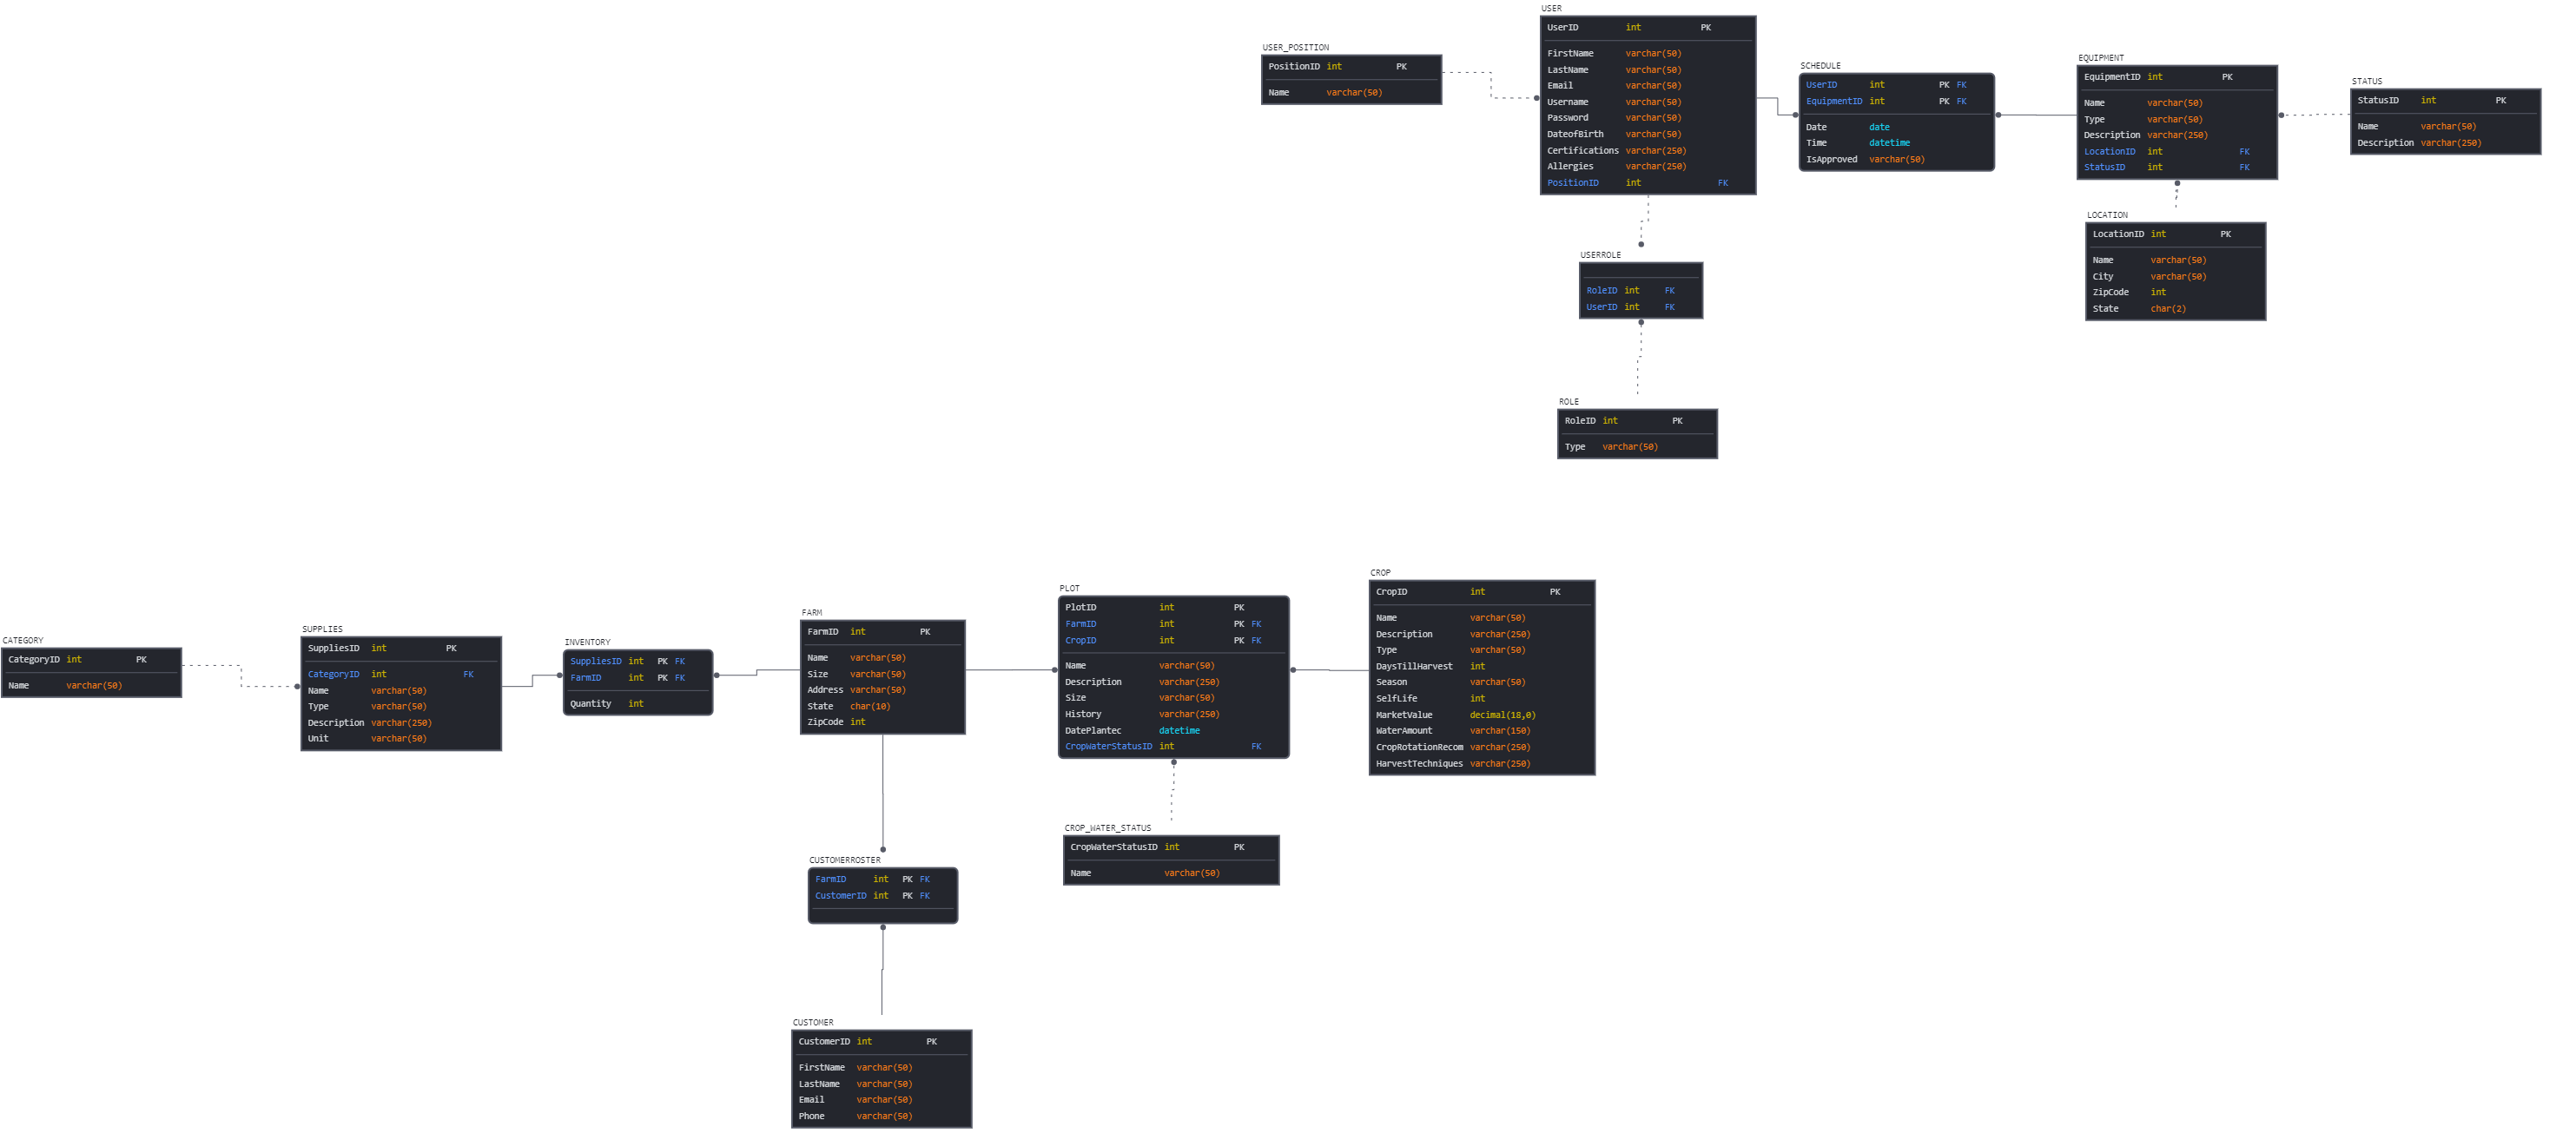 USER
UserID int PK
FirstName varchar(50)
LastName varchar(50)
Email varchar(50)
Username varchar(50)
Password varchar(50)
DateofBirth varchar(50)
Certifications varchar(250)
Allergies varchar(250)
PositionID int FK
USER_POSITION
PositionID int PK
Name varchar(50)
SCHEDULE
UserID int PK FK
EquipmentID int PK FK
Date date
Time datetime
IsApproved varchar(50)
EQUIPMENT
EquipmentID int PK
Name varchar(50)
Type varchar(50)
Description varchar(250)
LocationID int FK
StatusID int FK
STATUS
StatusID int PK
Name varchar(50)
Description varchar(250)
LOCATION
LocationID int PK
Name varchar(50)
City varchar(50)
ZipCode int
State char(2)
USERROLE
RoleID int FK
UserID int FK
ROLE
RoleID int PK
Type varchar(50)
CATEGORY
CategoryID int PK
Name varchar(50)
SUPPLIES
SuppliesID int PK
CategoryID int FK
Name varchar(50)
Type varchar(50)
Description varchar(250)
Unit varchar(50)
INVENTORY
SuppliesID int PK FK
FarmID int PK FK
Quantity int
FARM
FarmID int PK
Name varchar(50)
Size varchar(50)
Address varchar(50)
State char(10)
ZipCode int
PLOT
PlotID int PK
FarmID int PK FK
CropID int PK FK
Name varchar(50)
Description varchar(250)
Size varchar(50)
History varchar(250)
DatePlantec datetime
CropWaterStatusID int FK
CROP
CropID int PK
Name varchar(50)
Description varchar(250)
Type varchar(50)
DaysTillHarvest int
Season varchar(50)
SelfLife int
MarketValue decimal(18,0)
WaterAmount varchar(150)
CropRotationRecom varchar(250)
HarvestTechniques varchar(250)
CROP_WATER_STATUS
CropWaterStatusID int PK
Name varchar(50)
CUSTOMERROSTER
FarmID int PK FK
CustomerID int PK FK
CUSTOMER
CustomerID int PK
FirstName varchar(50)
LastName varchar(50)
Email varchar(50)
Phone varchar(50)